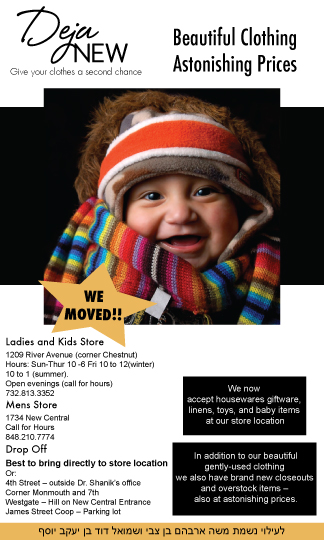 Deja
NEW
Give your clothes a second chance
Beautiful Clothing
Astonishing Prices
WE
MOVED!!
Ladies and Kids Store
1209 River Avenue (corner Chestnut)
Hours: Sun-Thur 10 -6 Fri 10 to 12(winter)
10 to 1 (summer).
Open evenings (call for hours)
732.813.3352
Mens Store
1734 New Central
Call for Hours
848.210.7774
Drop Off
Best to bring directly to store location
Or:
4th Street – outside Dr. Shanik's office
Corner Monmouth and 7th
Westgate – Hill on New Central Entrance
James Street Coop – Parking lot
We now
accept housewares giftware,
linens, toys, and baby items
at our store location
In addition to our beautiful
gently-used clothing
we also have brand new closeouts
and overstock items –
also at astonishing prices.
לעילוי נשמת משה ארבהם בן צבי ושמואל דוד בן יעקב יוסף